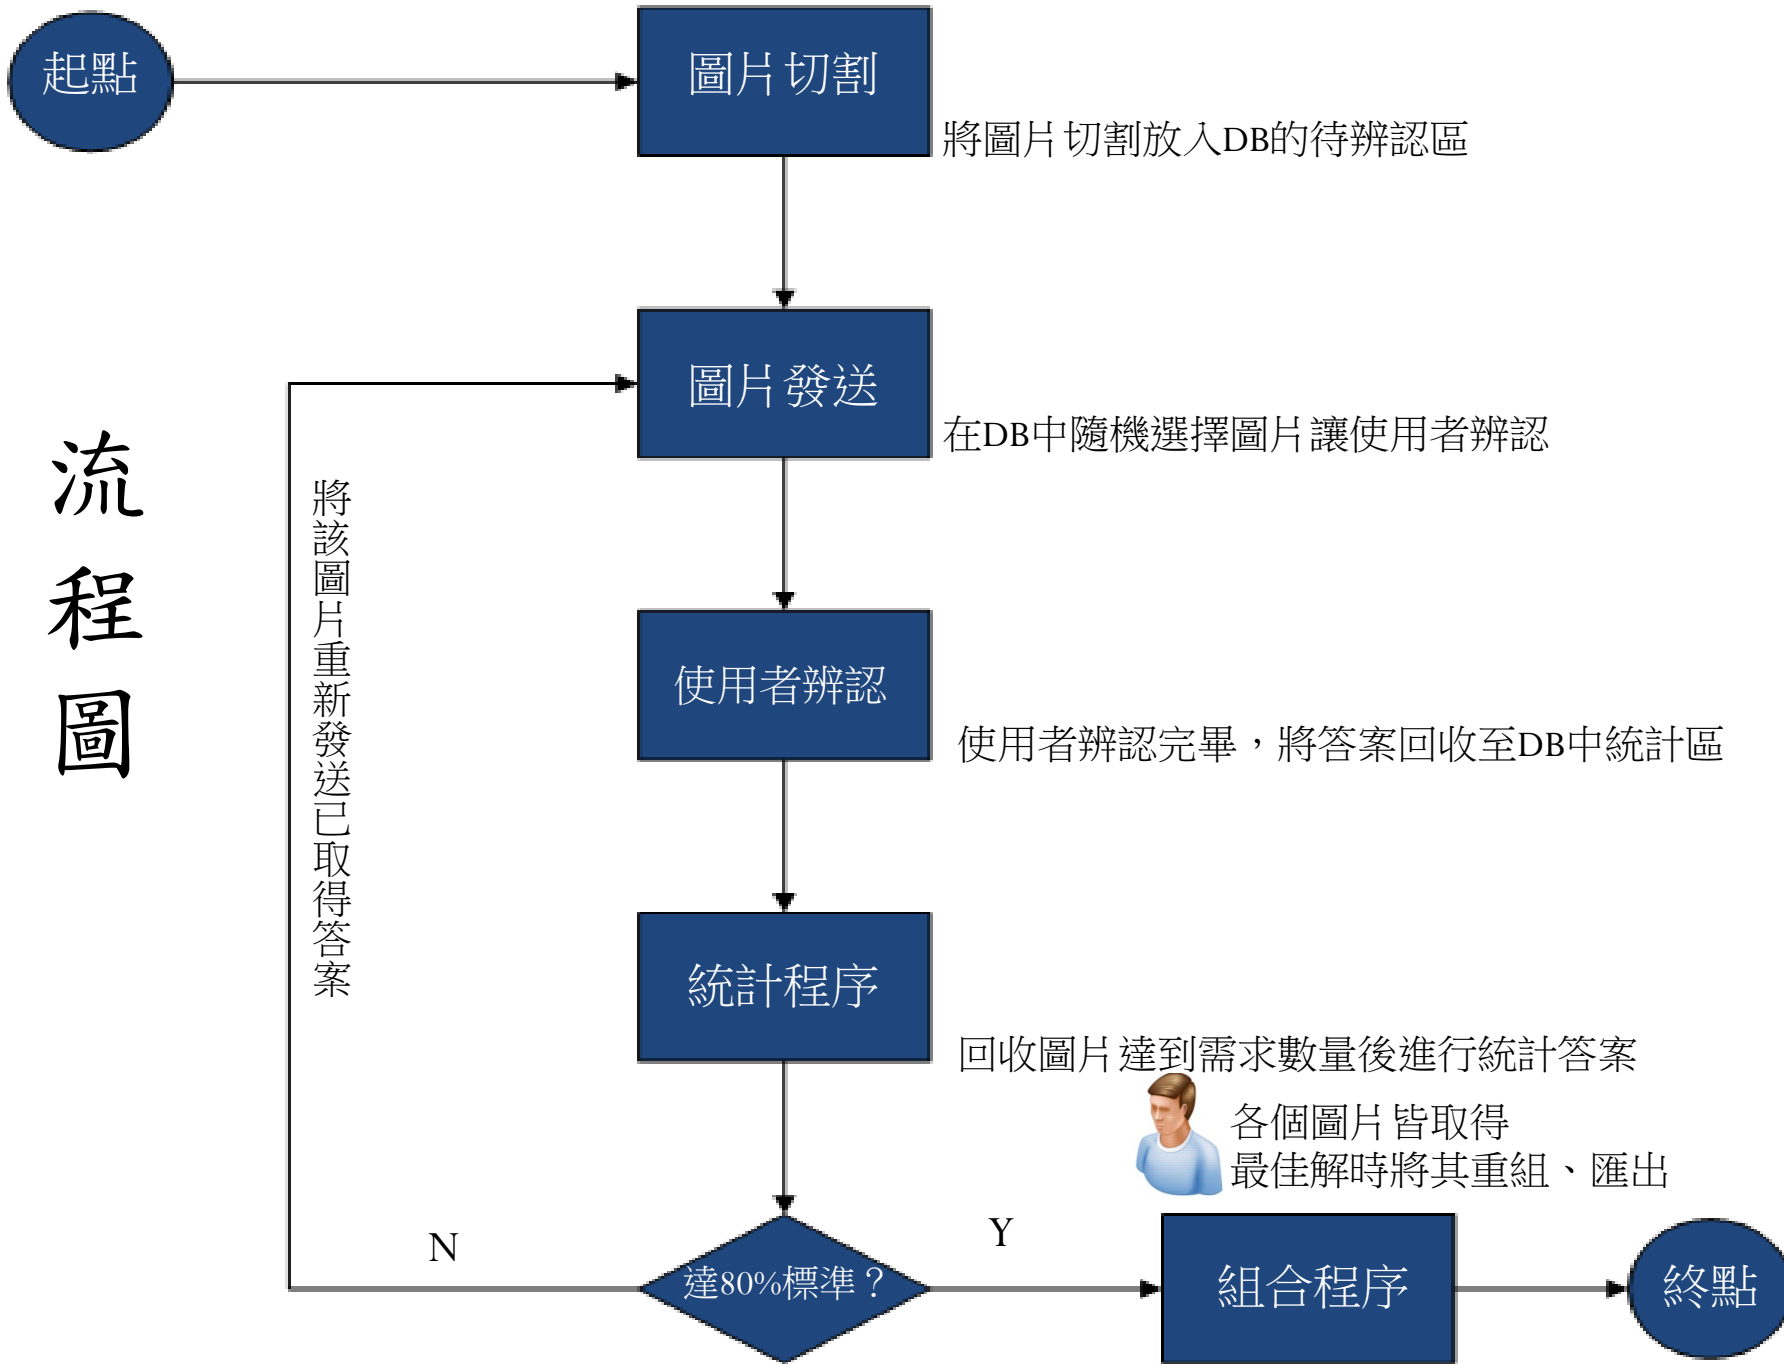 起點
圖片切割
將圖片切割放入DB的待辨認區
圖片發送
在DB中隨機選擇圖片讓使用者辨認
流程圖
將該圖片重新發送已取得答案
使用者辨認
使用者辨認完畢，將答案回收至DB中統計區
統計程序
回收圖片達到需求數量後進行統計答案
各個圖片皆取得
最佳解時將其重組、匯出
N
達80%標準？
Y
組合程序
終點